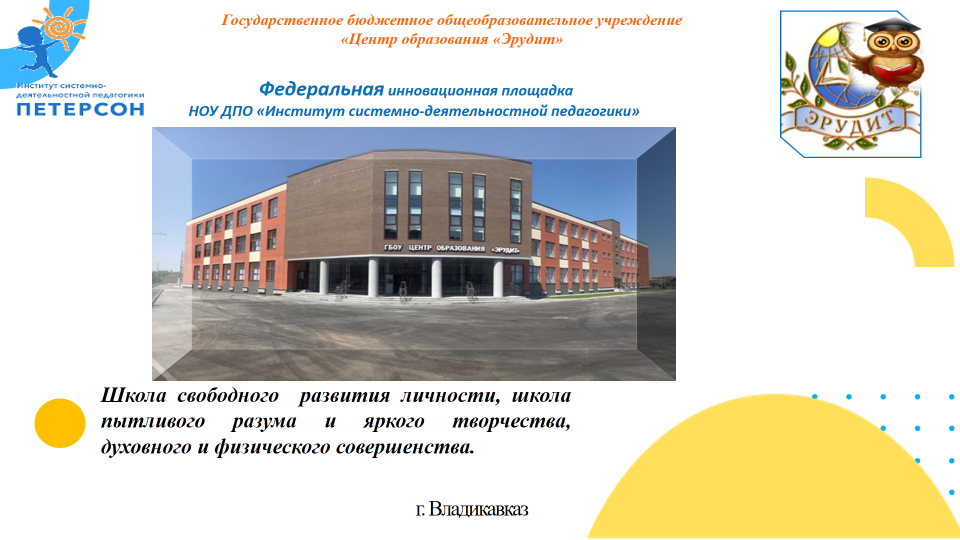 Государственное бюджетное общеобразовательное учреждение
«Центр образования «Эрудит»
Институт системно-
деятельностной педагогики
ПЕТЕРСОН
ЭРУДИТ
Федеральная инновационная площадка
НОУ ДПО «Институт системно-деятельностной педагогики»
ГБОУ ЦЕНТР ОБРАЗОВАНИЯ «ЭРУДИТ»
Школа свободного развития личности, школа
пытливого разума и яркого творчества,
духовного и физического совершенства.
г. Владикавказ